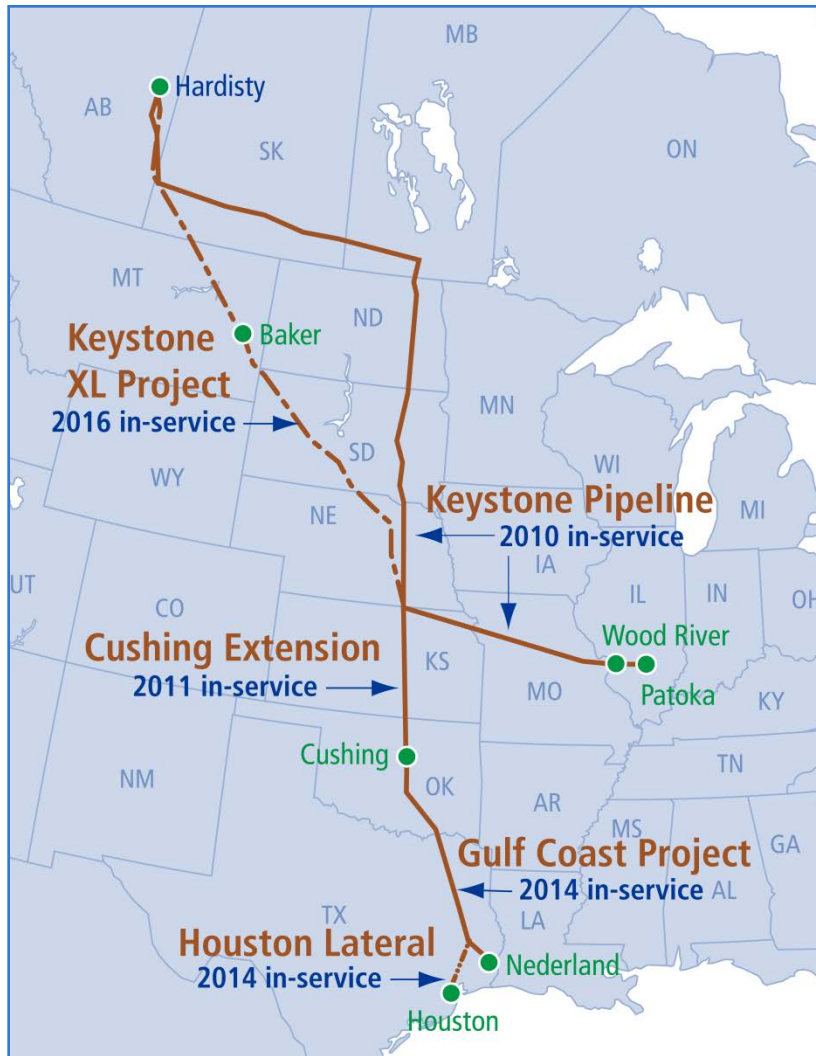 MB
Hardisty
AB
SK
ON
MT
ND
Baker
Keystone
XL Project
2016 in-service
MN
SD
WI
WY
MI
NE
Keystone Pipeline
2010 in-service
IA
UT
CO
IL
IN
OH
Wood River
Cushing Extension
KS
2011 in-service
MO
Patoka
KY
Cushing
NM
OK
TN
AR
MS
GA
Gulf Coast Project
2014 in-service
AL
TX
LA
Houston Lateral
2014 in-service
Nederland
Houston